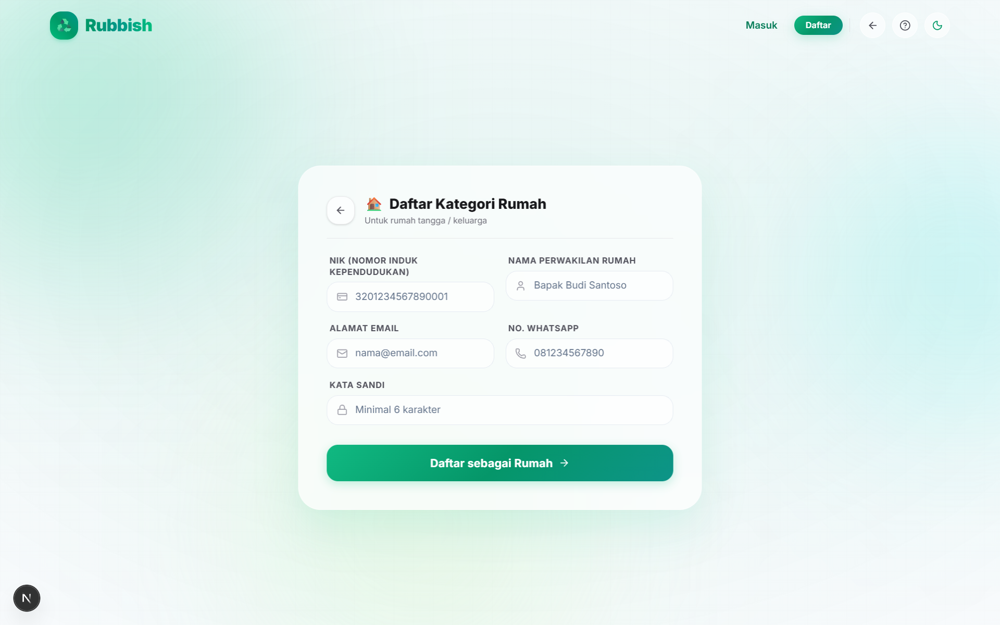 Rubbish
Masuk
Daftar
Daftar Kategori Rumah
Untuk rumah tangga / keluarga
NIK (NOMOR INDUK
KEPENDUDUKAN)
3201234567890001
NAMA PERWAKILAN RUMAH
Bapak Budi Santoso
ALAMAT EMAIL
nama@email.com
NO. WHATSAPP
081234567890
KATA SANDI
Minimal 6 karakter
Daftar sebagai Rumah →
N